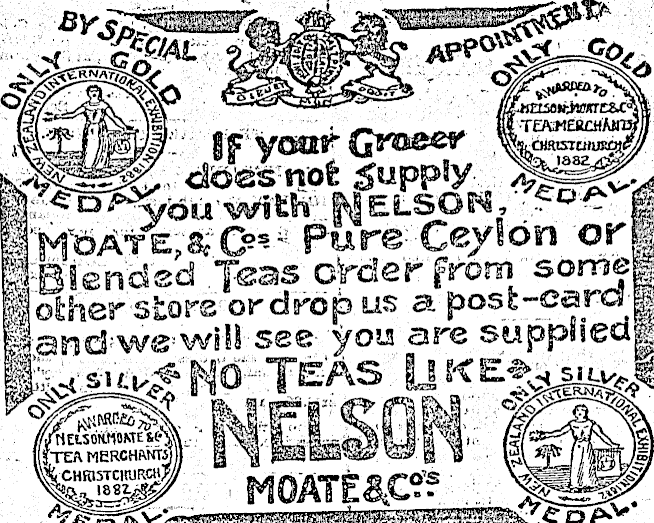 BY SPECIAL APPOINTMENT
ONLY GOLD MEDAL.
NEW ZEALAND INTERNATIONAL EXHIBITION 1882
ONLY GOLD MEDAL.
AWARDED TO
NELSON, MOATE & Co
TEA MERCHANTS
CHRISTCHURCH
1882
If your Grocer
does not supply
you with NELSON,
MOATE, & Cos Pure Ceylon or
Blended Teas order from some
other store or drop us a post-card
and we will see you are supplied
NO TEAS LIKE
NELSON
MOATE & Co's.
ONLY SILVER MEDAL.
AWARDED TO
NELSON, MOATE & Co
TEA MERCHANTS
CHRISTCHURCH
1882
ONLY SILVER MEDAL.
NEW ZEALAND INTERNATIONAL EXHIBITION